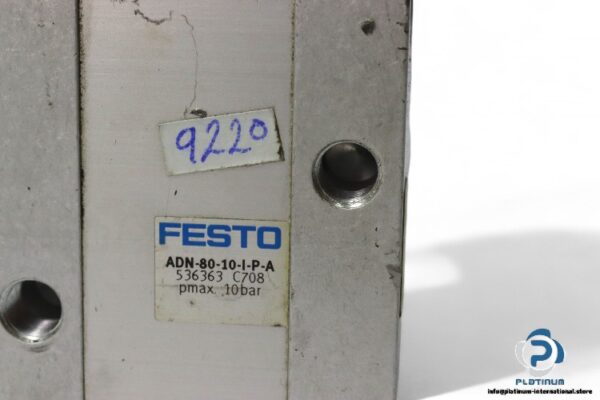 9220
FESTO
ADN-80-10-I-P-A
536363 C708
pmax. 10bar
PLATINUM
info@platinum-international.store